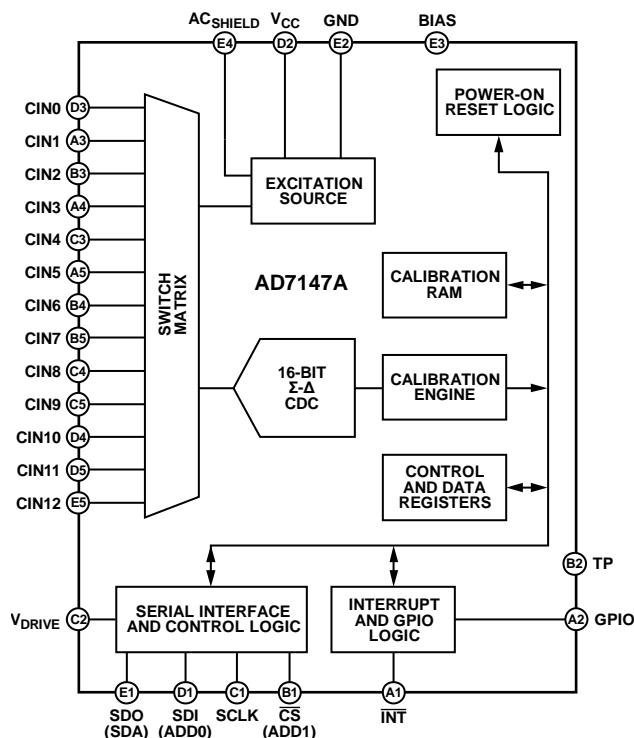 ACSHIELD VCC GND BIAS
E4 D2 E2 E3
POWER-ON
RESET LOGIC
CIN0 D3
CIN1 A3
CIN2 B3
CIN3 A4
CIN4 C3
CIN5 A5
CIN6 B4
CIN7 B5
CIN8 C4
CIN9 C5
CIN10 D4
CIN11 D5
CIN12 E5
SWITCH
MATRIX
EXCITATION
SOURCE
AD7147A
CALIBRATION
RAM
16-BIT
Σ-Δ
CDC
CALIBRATION
ENGINE
CONTROL
AND DATA
REGISTERS
B2 TP
VDRIVE C2
SERIAL INTERFACE
AND CONTROL LOGIC
INTERRUPT
AND GPIO
LOGIC
A2 GPIO
E1 D1 C1 B1 A1
SDO SDI SCLK C̅S̅ I̅N̅T̅
(SDA) (ADD0) (ADD1)